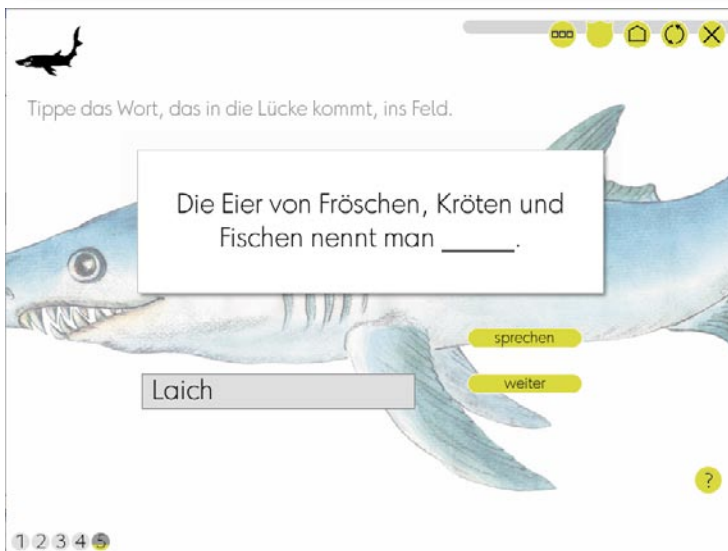 Tippe das Wort, das in die Lücke kommt, ins Feld.
Die Eier von Fröschen, Kröten und
Fischen nennt man _____.
sprechen
Laich
weiter
?
1 2 3 4 5